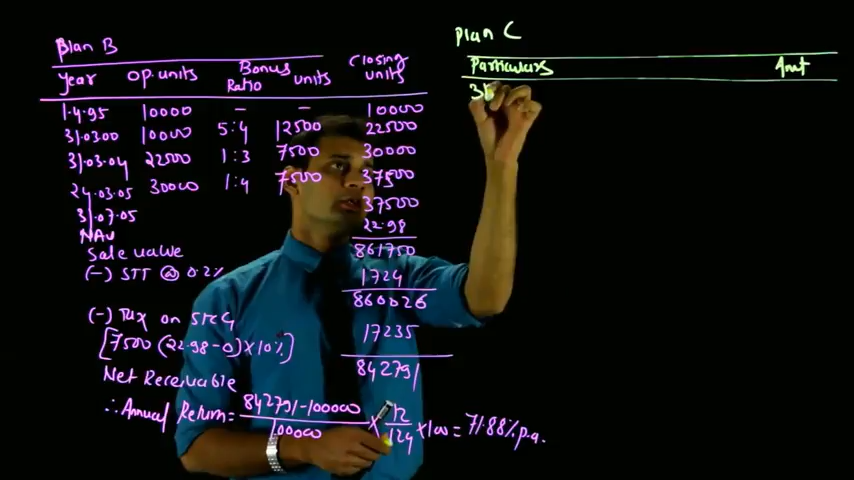 Plan B
Year Op. units Bonus Ratio units Closing units
1.4.95 10000 - - 10000
31.03.00 10000 5:4 12500 22500
31.03.04 22500 1:3 7500 30000
24.03.05 30000 1:4 7500 37500
31.07.05 37500
NAV 22.98
Sale value 861750
(-) STT @ 0.2% 1724
860026
(-) Tax on STCG
[7500 (22.98-0) × 10%] 17235
Net Receivable 842791
∴ Annual Return = 842791-100000 / 100000 × 12 / 124 × 100 = 71.88% p.a.
Plan C
Particulars Amt